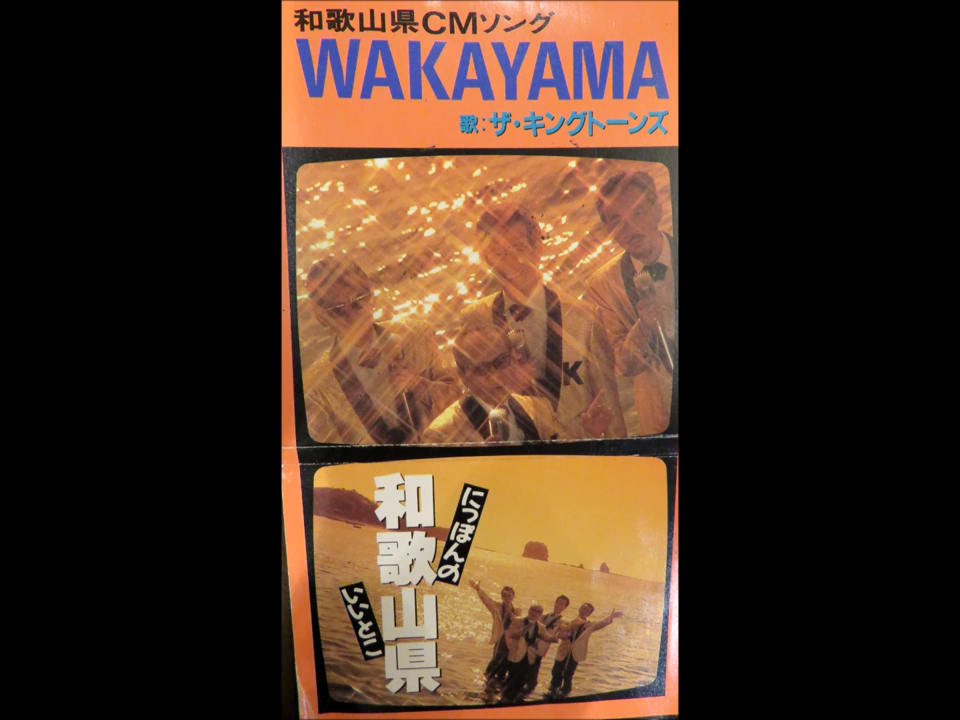 和歌山県CMソング
WAKAYAMA
歌:ザ・キングトーンズ
K
にっぽんの
和歌山県
いいとこ